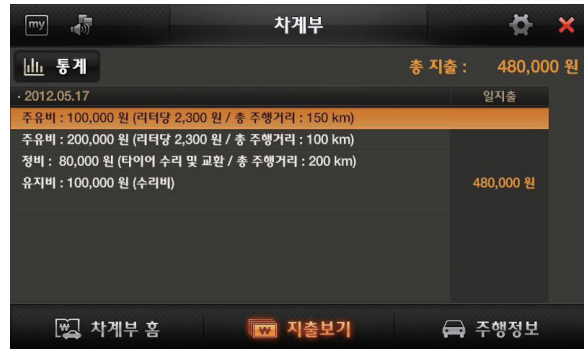 my 차계부
통계 총 지출 : 480,000 원
· 2012.05.17 일지출
주유비 : 100,000 원 (리터당 2,300 원 / 총 주행거리 : 150 km)
주유비 : 200,000 원 (리터당 2,300 원 / 총 주행거리 : 100 km)
정비 : 80,000 원 (타이어 수리 및 교환 / 총 주행거리 : 200 km)
유지비 : 100,000 원 (수리비) 480,000 원
차계부 홈 지출보기 주행정보